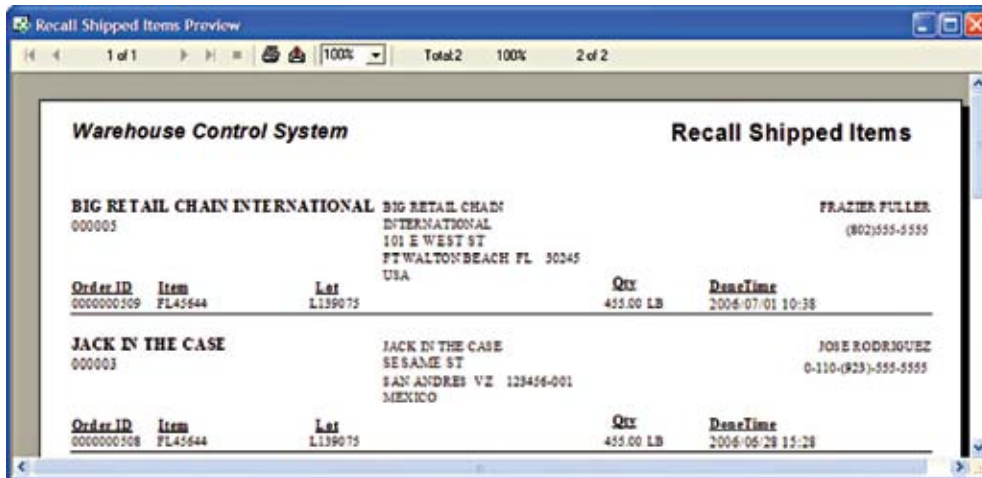 Recall Shipped Items Preview
1 of 1 100% Total:2 100% 2 of 2
Warehouse Control System Recall Shipped Items
BIG RETAIL CHAIN INTERNATIONAL BIG RETAIL CHAIN FRAZIER FULLER
000005 INTERNATIONAL (802)555-5555
101 E WEST ST
FT WALTON BEACH FL 30245
USA
Order ID Item Lot Qty DoneTime
0000000509 FL45644 L139075 455.00 LB 2006/07/01 10:38
JACK IN THE CASE JACK IN THE CASE JOSE RODRIGUEZ
000003 SESAME ST 0-110-(923)-555-5555
SAN ANDRES VZ 123456-001
MEXICO
Order ID Item Lot Qty DoneTime
0000000508 FL45644 L139075 455.00 LB 2006/06/28 15:28